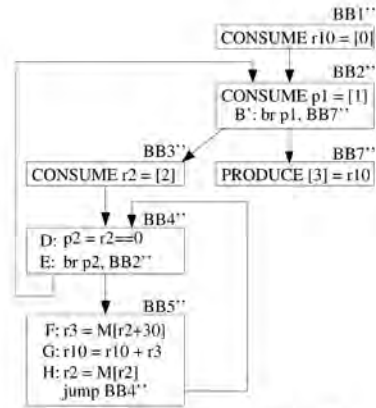 BB1''
CONSUME r10 = [0]
BB2''
CONSUME p1 = [1]
B': br p1, BB7''
BB3''
CONSUME r2 = [2]
BB7''
PRODUCE [3] = r10
BB4''
D: p2 = r2==0
E: br p2, BB2''
BB5''
F: r3 = M[r2+30]
G: r10 = r10 + r3
H: r2 = M[r2]
jump BB4''